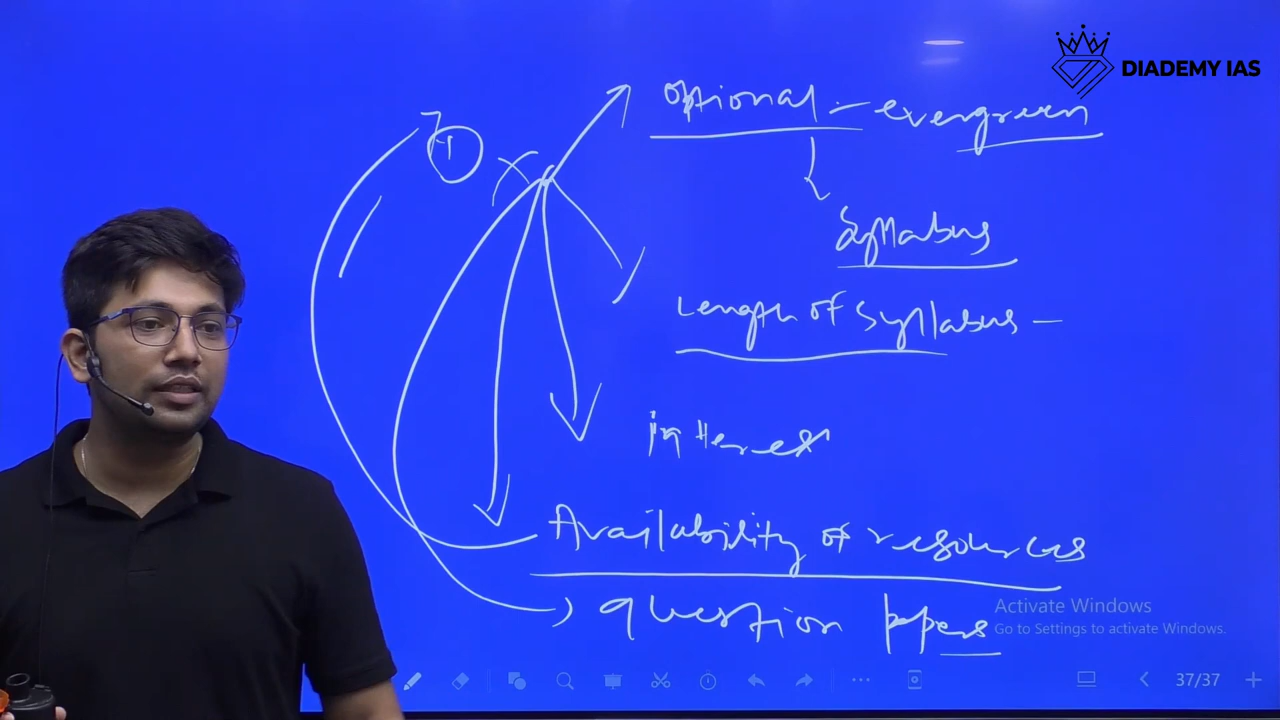 DIADEMY IAS
optional - evergreen
①
Syllabus
Length of Syllabus -
interest
Availability of resources
question papers
Activate Windows
Go to Settings to activate Windows.
37/37